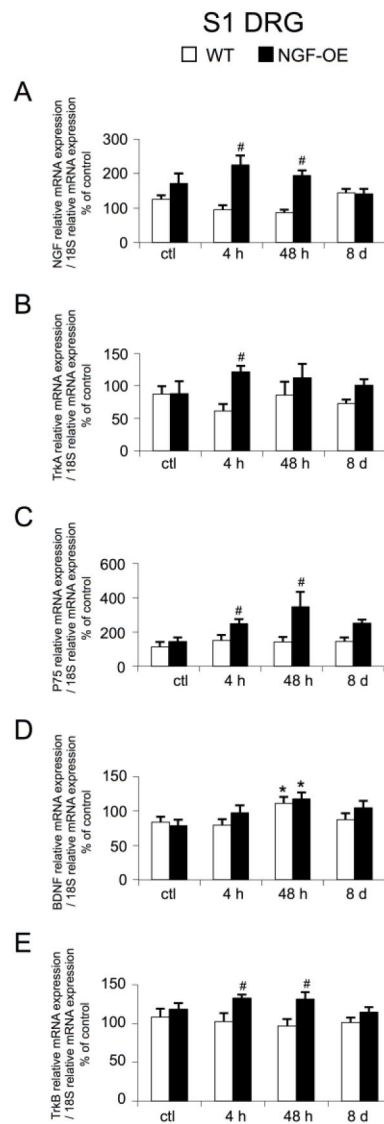 S1 DRG
WT NGF-OE
A
NGF relative mRNA expression
/ 18S relative mRNA expression
% of control
300
200
100
0
# #
ctl 4 h 48 h 8 d
B
TrkA relative mRNA expression
/ 18S relative mRNA expression
% of control
150
100
50
0
#
ctl 4 h 48 h 8 d
C
P75 relative mRNA expression
/ 18S relative mRNA expression
% of control
600
400
200
0
# #
ctl 4 h 48 h 8 d
D
BDNF relative mRNA expression
/ 18S relative mRNA expression
% of control
150
100
50
0
* *
ctl 4 h 48 h 8 d
E
TrkB relative mRNA expression
/ 18S relative mRNA expression
% of control
150
100
50
0
# #
ctl 4 h 48 h 8 d